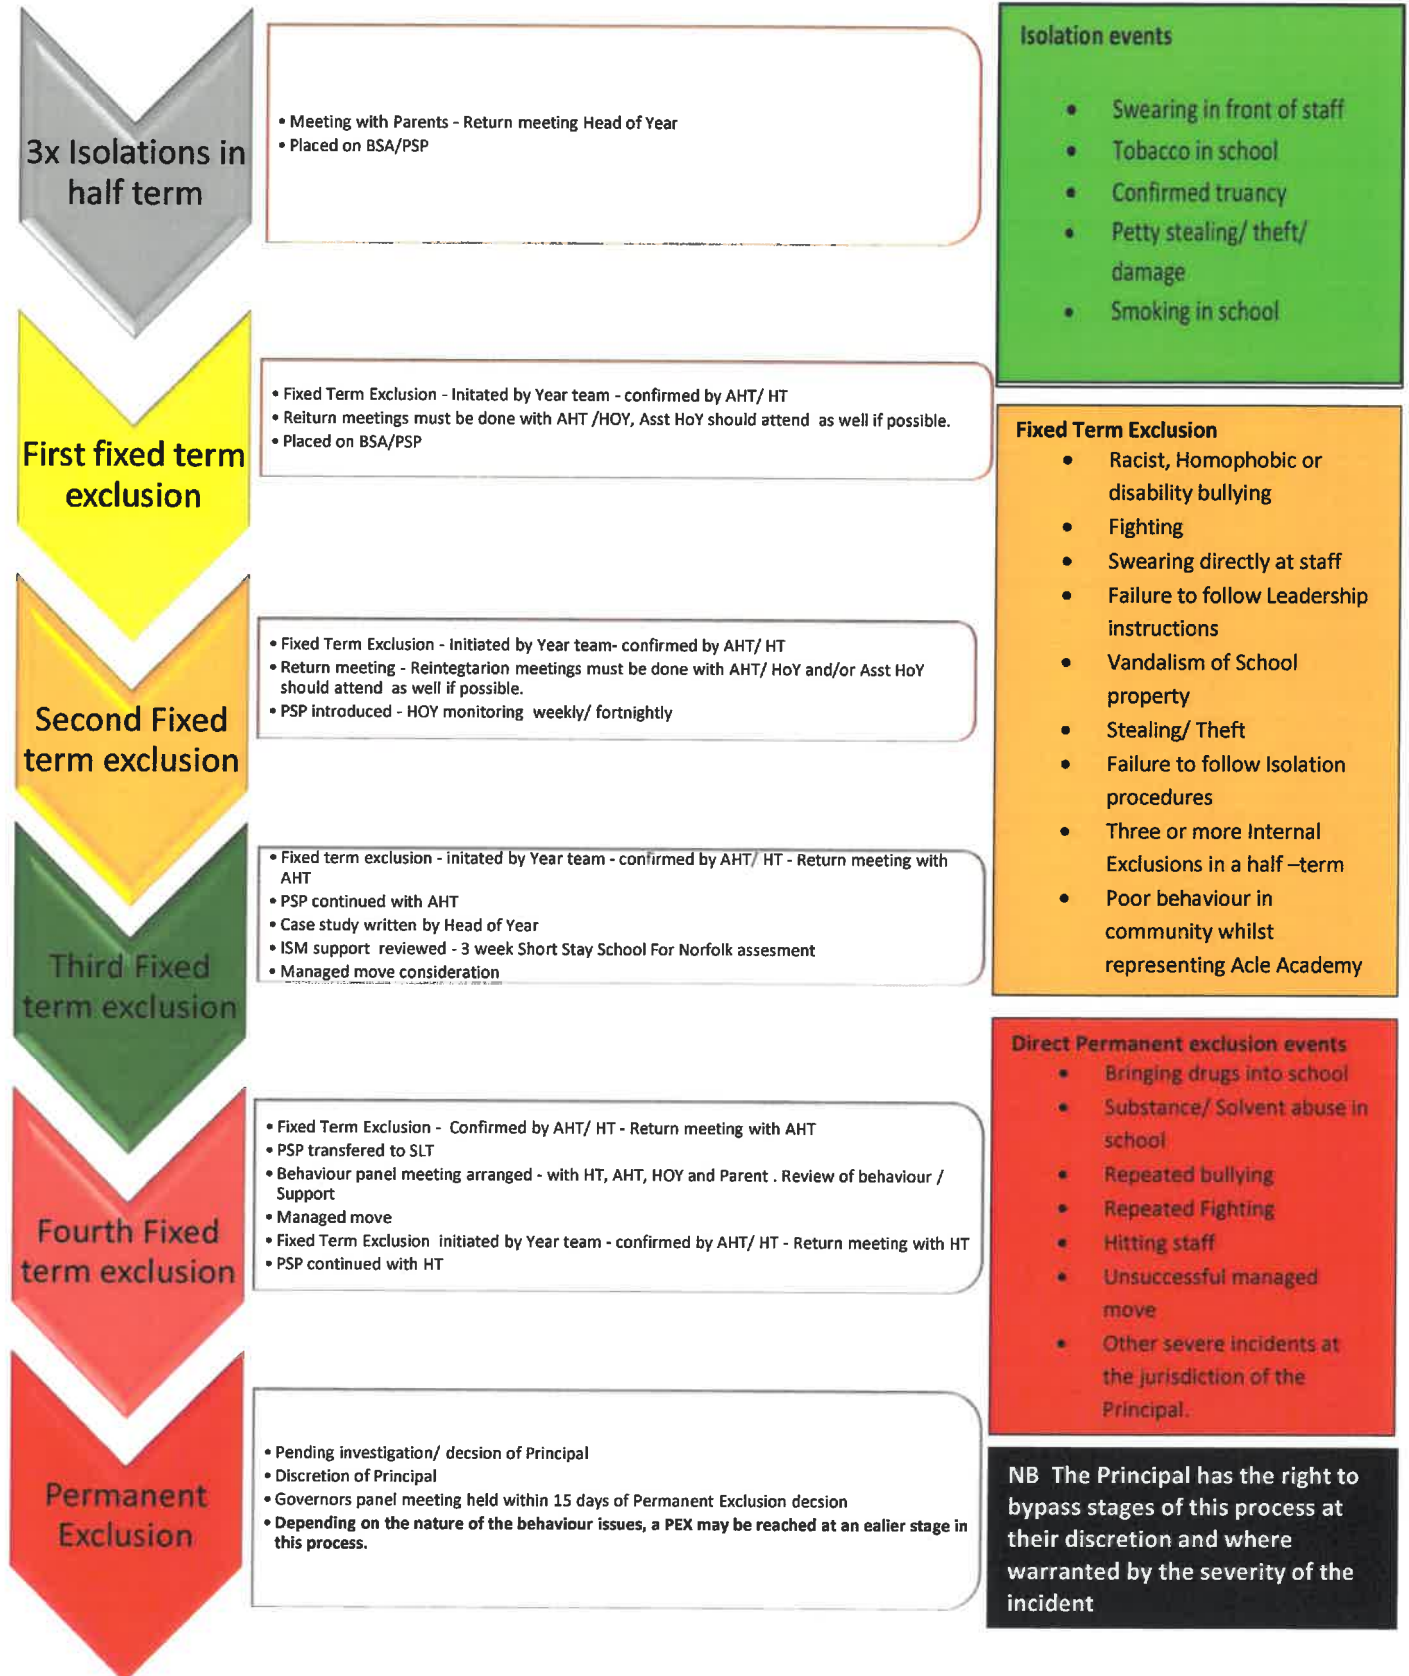 3x Isolations in
half term
• Meeting with Parents - Return meeting Head of Year
• Placed on BSA/PSP
First fixed term
exclusion
• Fixed Term Exclusion - Initated by Year team - confirmed by AHT/ HT
• Reiturn meetings must be done with AHT /HOY, Asst HoY should attend as well if possible.
• Placed on BSA/PSP
Second Fixed
term exclusion
• Fixed Term Exclusion - Initiated by Year team- confirmed by AHT/ HT
• Return meeting - Reintegtarion meetings must be done with AHT/ HoY and/or Asst HoY
should attend as well if possible.
• PSP introduced - HOY monitoring weekly/ fortnightly
Third Fixed
term exclusion
• Fixed term exclusion - initated by Year team - confirmed by AHT/ HT - Return meeting with
AHT
• PSP continued with AHT
• Case study written by Head of Year
• ISM support reviewed - 3 week Short Stay School For Norfolk assesment
• Managed move consideration
Fourth Fixed
term exclusion
• Fixed Term Exclusion - Confirmed by AHT/ HT - Return meeting with AHT
• PSP transfered to SLT
• Behaviour panel meeting arranged - with HT, AHT, HOY and Parent . Review of behaviour /
Support
• Managed move
• Fixed Term Exclusion initiated by Year team - confirmed by AHT/ HT - Return meeting with HT
• PSP continued with HT
Permanent
Exclusion
• Pending investigation/ decsion of Principal
• Discretion of Principal
• Governors panel meeting held within 15 days of Permanent Exclusion decsion
• Depending on the nature of the behaviour issues, a PEX may be reached at an ealier stage in
this process.
Isolation events
• Swearing in front of staff
• Tobacco in school
• Confirmed truancy
• Petty stealing/ theft/
damage
• Smoking in school
Fixed Term Exclusion
• Racist, Homophobic or
disability bullying
• Fighting
• Swearing directly at staff
• Failure to follow Leadership
instructions
• Vandalism of School
property
• Stealing/ Theft
• Failure to follow Isolation
procedures
• Three or more Internal
Exclusions in a half –term
• Poor behaviour in
community whilst
representing Acle Academy
Direct Permanent exclusion events
• Bringing drugs into school
• Substance/ Solvent abuse in
school
• Repeated bullying
• Repeated Fighting
• Hitting staff
• Unsuccessful managed
move
• Other severe incidents at
the jurisdiction of the
Principal.
NB The Principal has the right to
bypass stages of this process at
their discretion and where
warranted by the severity of the
incident